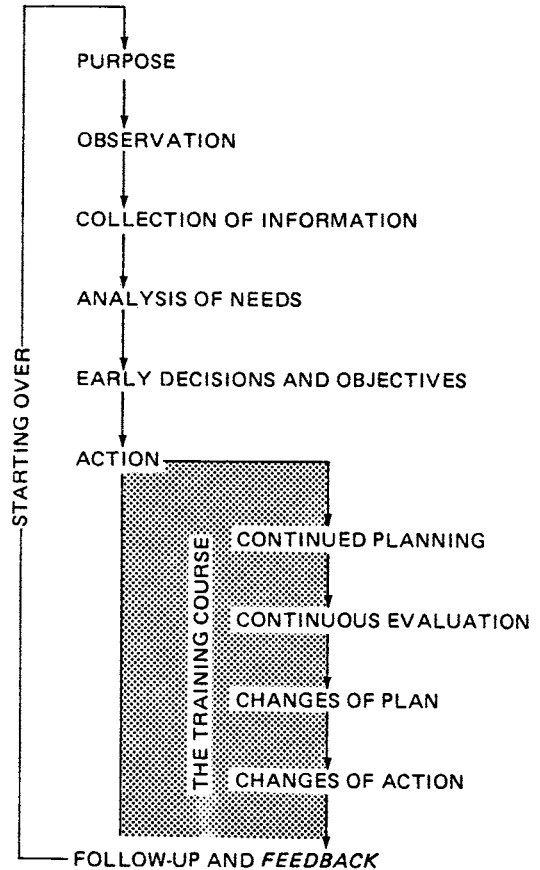 PURPOSE
OBSERVATION
COLLECTION OF INFORMATION
ANALYSIS OF NEEDS
EARLY DECISIONS AND OBJECTIVES
STARTING OVER
ACTION
CONTINUED PLANNING
THE TRAINING COURSE
CONTINUOUS EVALUATION
CHANGES OF PLAN
CHANGES OF ACTION
FOLLOW-UP AND FEEDBACK